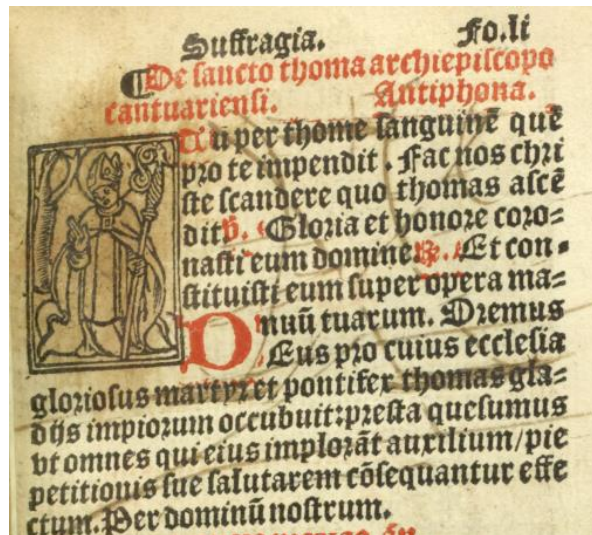 Suffragia. Fo.li
¶De sancto thoma archiepiscopo
cantuariensi. Antiphona.
Tu per thome sanguinē quē
pro te impendit. Fac nos chri
ste scandere quo thomas ascē
dit ℣. Gloria et honore coro=
nasti eum domine. ℟. Et con=
stituisti eum super opera ma=
nuū tuarum. Oremus
DEus pro cuius ecclesia
gloriosus martyr et pontifex thomas gla=
dijs impiorum occubuit: presta quesumus
vt omnes qui eius implorāt auxilium/pie
petitionis sue salutarem cōsequantur effe
ctum. Per dominū nostrum.